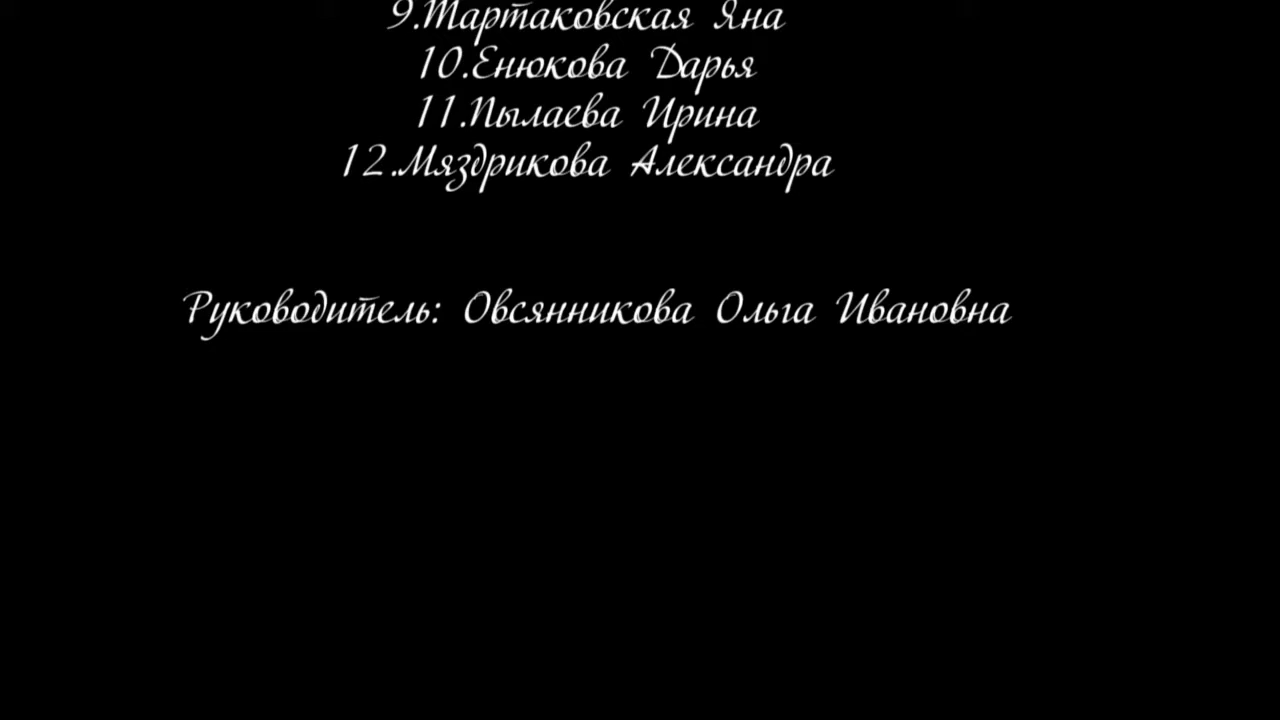 9.Тартаковская Яна
10.Енюкова Дарья
11.Пылаева Ирина
12.Мяздрикова Александра
Руководитель: Овсянникова Ольга Ивановна